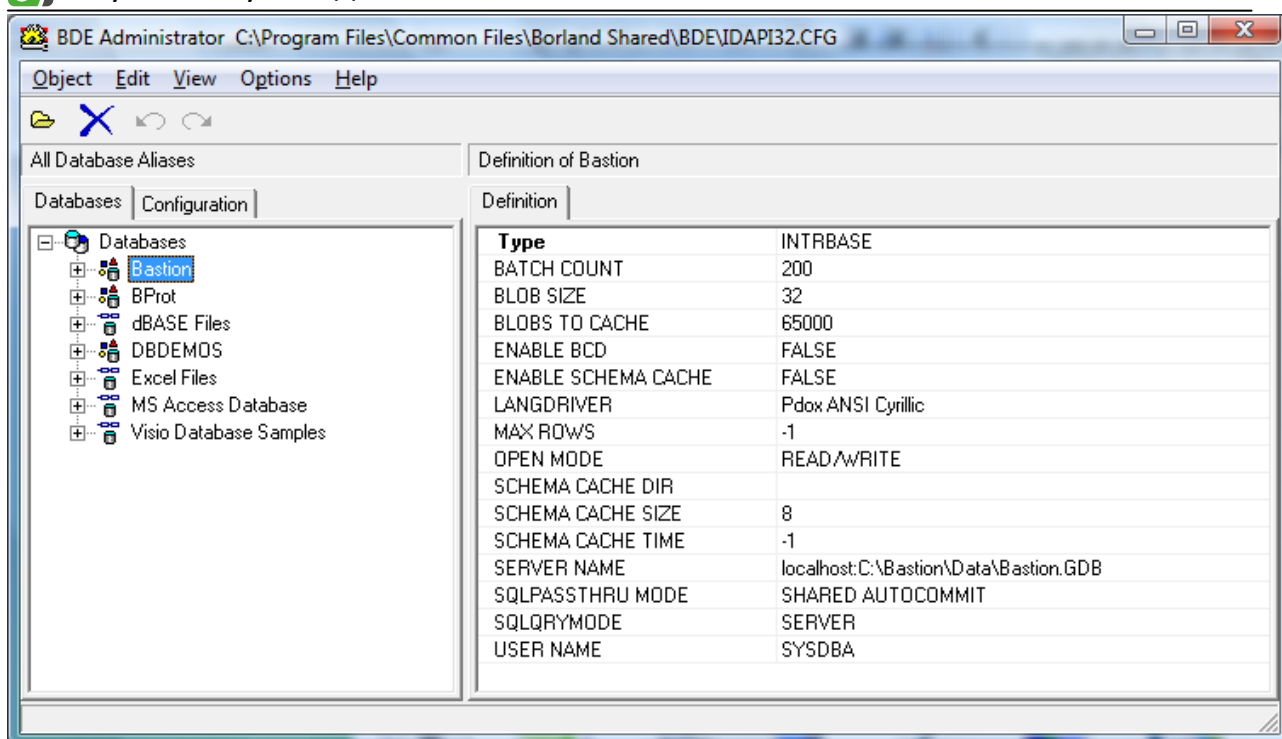 BDE Administrator C:\Program Files\Common Files\Borland Shared\BDE\IDAPI32.CFG
Object Edit View Options Help
All Database Aliases
Definition of Bastion
Databases Configuration
Definition
Databases
Bastion
BProt
dBASE Files
DBDEMOS
Excel Files
MS Access Database
Visio Database Samples
Type INTRBASE
BATCH COUNT 200
BLOB SIZE 32
BLOBS TO CACHE 65000
ENABLE BCD FALSE
ENABLE SCHEMA CACHE FALSE
LANGDRIVER Pdox ANSI Cyrillic
MAX ROWS -1
OPEN MODE READ/WRITE
SCHEMA CACHE DIR
SCHEMA CACHE SIZE 8
SCHEMA CACHE TIME -1
SERVER NAME localhost:C:\Bastion\Data\Bastion.GDB
SQLPASSTHRU MODE SHARED AUTOCOMMIT
SQLQRYMODE SERVER
USER NAME SYSDBA